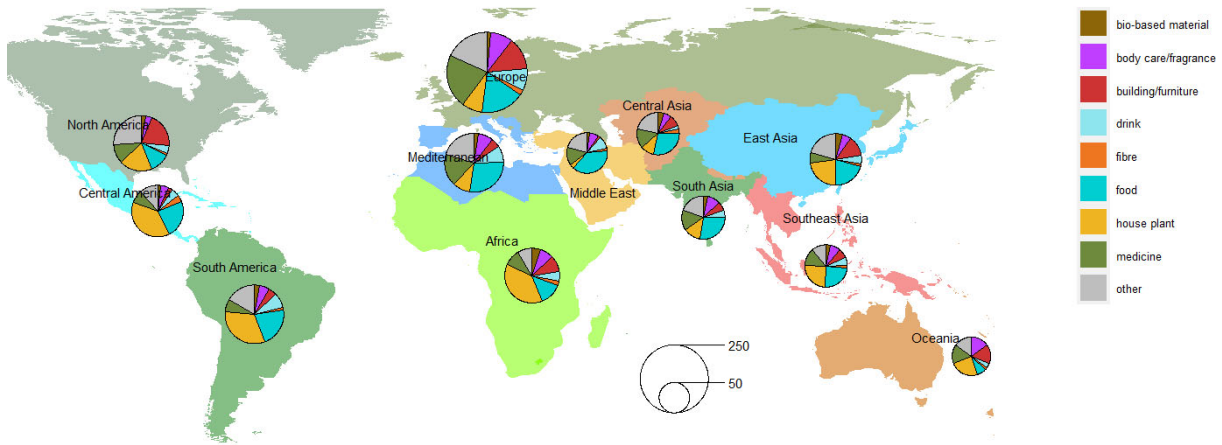 North America
Central America
South America
Europe
Mediterranean
Africa
Middle East
Central Asia
East Asia
South Asia
Southeast Asia
Oceania
250
50
bio-based material
body care/fragrance
building/furniture
drink
fibre
food
house plant
medicine
other